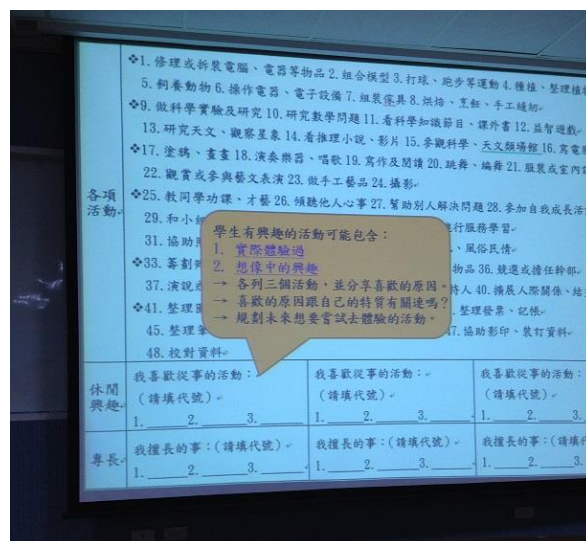 ❖1.修理或拆裝電腦、電器等物品 2.組合模型 3.打球、跑步等運動 4.種植、整理植物
5.飼養動物 6.操作電器、電子設備 7.組裝傢具 8.烘焙、烹飪、手工縫紉
❖9.做科學實驗及研究 10.研究數學問題 11.看科學知識節目、課外書 12.益智遊戲
13.研究天文、觀察星象 14.看推理小說、影片 15.參觀科學、天文類場館 16.寫電
❖17.塗鴉、畫畫 18.演奏樂器、唱歌 19.寫作及閱讀 20.跳舞、編舞 21.服裝或室內
22.觀賞或參與藝文表演 23.做手工藝品 24.攝影
各項
活動
❖25.教同學功課、才藝 26.傾聽他人心事 27.幫助別人解決問題 28.參加自我成長活
29.和小 行服務學習
31.協助 、風俗民情
❖33.籌劃 物品 36.競選或擔任幹部
37.演說 持人 40.擴展人際關係、結
❖41.整理 整理發票、記帳
45.整理 47.協助影印、裝訂資料
48.校對資料
學生有興趣的活動可能包含：
1. 實際體驗過
2. 想像中的興趣
→ 各列三個活動，並分享喜歡的原因。
→ 喜歡的原因跟自己的特質有關連嗎？
→ 規劃未來想要嘗試去體驗的活動。
休閒
興趣
我喜歡從事的活動： 我喜歡從事的活動： 我喜歡從事的活動：
（請填代號） （請填代號） （請填代號）
1.____2.____3.____ 1.____2.____3.____ 1.____2.____3.
專長
我擅長的事：(請填代號) 我擅長的事：(請填代號) 我擅長的事：(請填代
1.____2.____3.____ 1.____2.____3.____ 1.____2.____3.